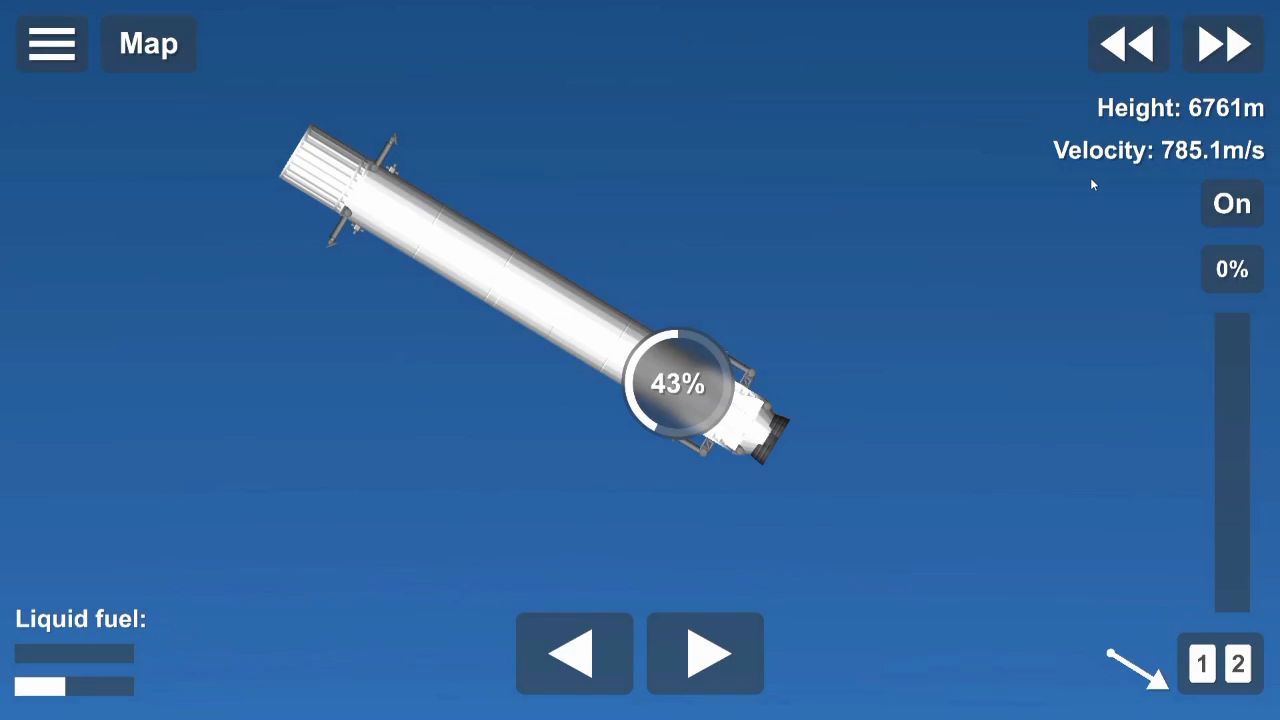 Map
Height: 6761m
Velocity: 785.1m/s
On
0%
43%
Liquid fuel:
1 2